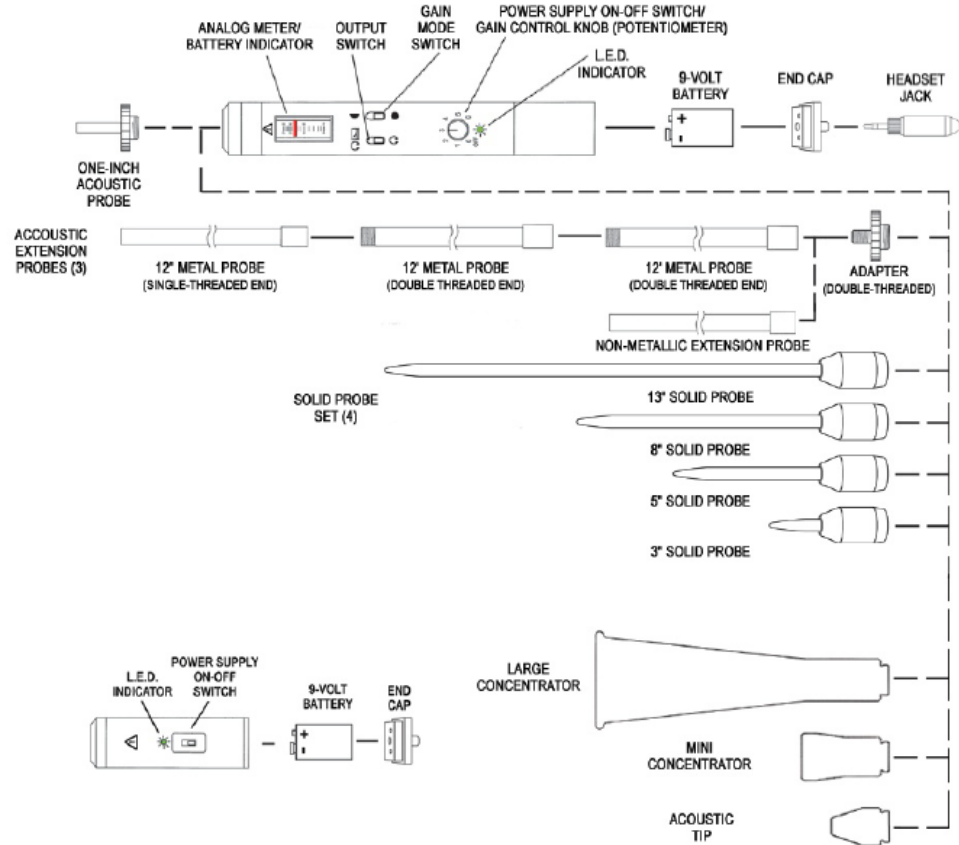 ANALOG METER/
BATTERY INDICATOR
OUTPUT
SWITCH
GAIN
MODE
SWITCH
POWER SUPPLY ON-OFF SWITCH/
GAIN CONTROL KNOB (POTENTIOMETER)
L.E.D.
INDICATOR
9-VOLT
BATTERY
END CAP
HEADSET
JACK
ONE-INCH
ACOUSTIC
PROBE
ACCOUSTIC
EXTENSION
PROBES (3)
12" METAL PROBE
(SINGLE-THREADED END)
12' METAL PROBE
(DOUBLE THREADED END)
12' METAL PROBE
(DOUBLE THREADED END)
ADAPTER
(DOUBLE-THREADED)
NON-METALLIC EXTENSION PROBE
SOLID PROBE
SET (4)
13" SOLID PROBE
8" SOLID PROBE
5" SOLID PROBE
3" SOLID PROBE
LARGE
CONCENTRATOR
L.E.D.
INDICATOR
POWER SUPPLY
ON-OFF
SWITCH
9-VOLT
BATTERY
END
CAP
MINI
CONCENTRATOR
ACOUSTIC
TIP